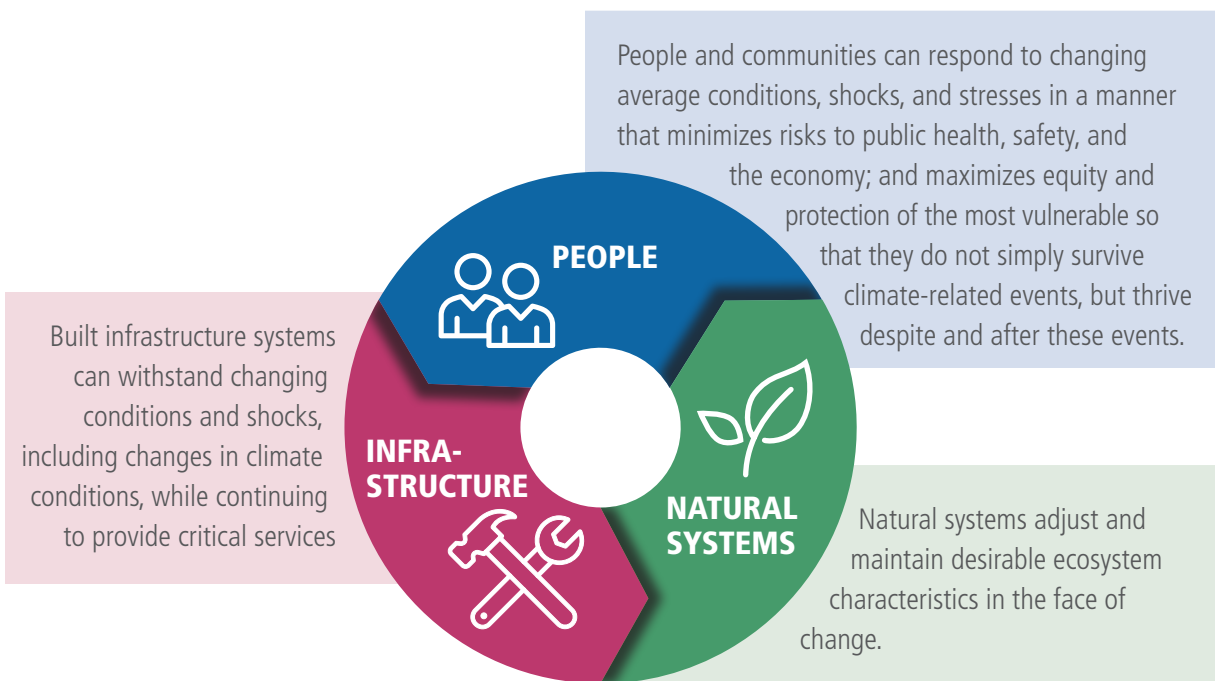 People and communities can respond to changing
average conditions, shocks, and stresses in a manner
that minimizes risks to public health, safety, and
the economy; and maximizes equity and
protection of the most vulnerable so
that they do not simply survive
climate-related events, but thrive
despite and after these events.
PEOPLE
Built infrastructure systems
can withstand changing
conditions and shocks,
including changes in climate
conditions, while continuing
to provide critical services
INFRA-
STRUCTURE
NATURAL
SYSTEMS
Natural systems adjust and
maintain desirable ecosystem
characteristics in the face of
change.